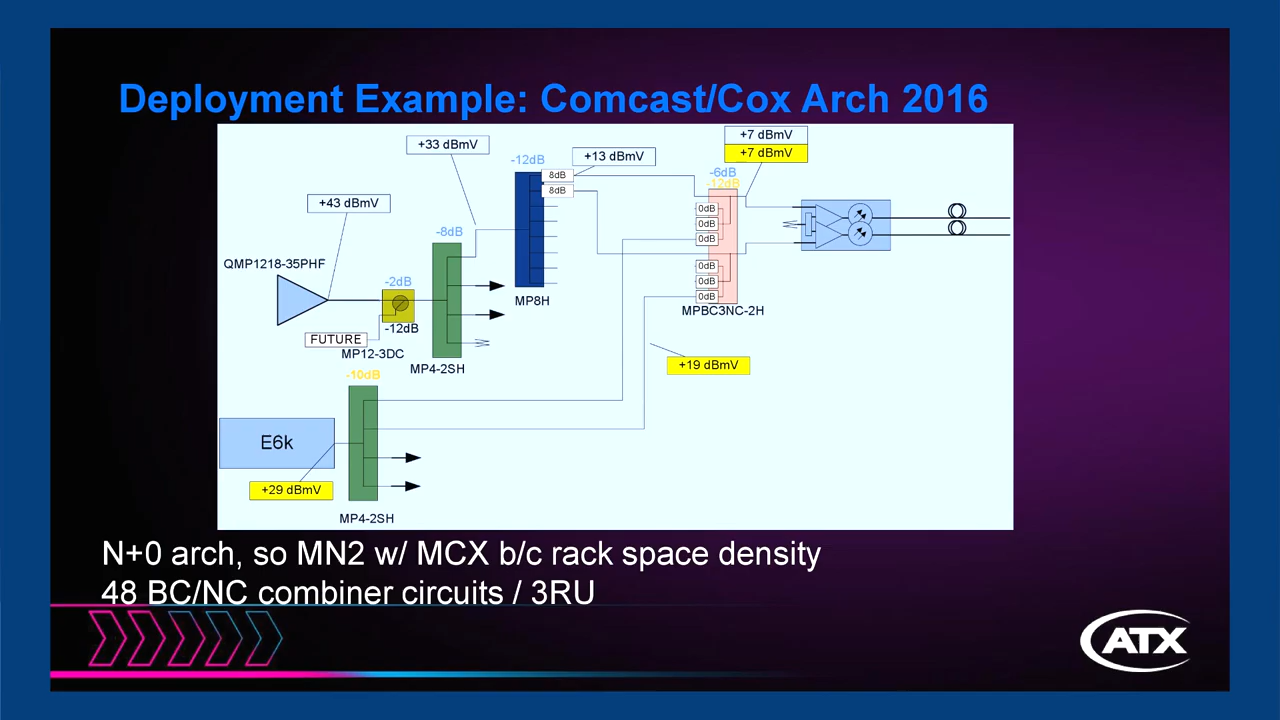 Deployment Example: Comcast/Cox Arch 2016
+7 dBmV
+7 dBmV
+33 dBmV
+13 dBmV
-12dB
8dB
8dB
-6dB
-12dB
+43 dBmV
0dB
0dB
0dB
-8dB
QMP1218-35PHF
0dB
0dB
0dB
-2dB
MP8H
MPBC3NC-2H
-12dB
FUTURE
MP12-3DC
MP4-2SH
+19 dBmV
-10dB
E6k
+29 dBmV
MP4-2SH
N+0 arch, so MN2 w/ MCX b/c rack space density
48 BC/NC combiner circuits / 3RU
ATX